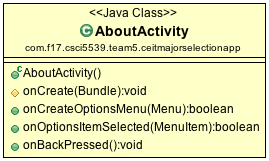 <<Java Class>>
AboutActivity
com.f17.csci5539.team5.ceitmajorselectionapp
AboutActivity()
onCreate(Bundle):void
onCreateOptionsMenu(Menu):boolean
onOptionsItemSelected(MenuItem):boolean
onBackPressed():void